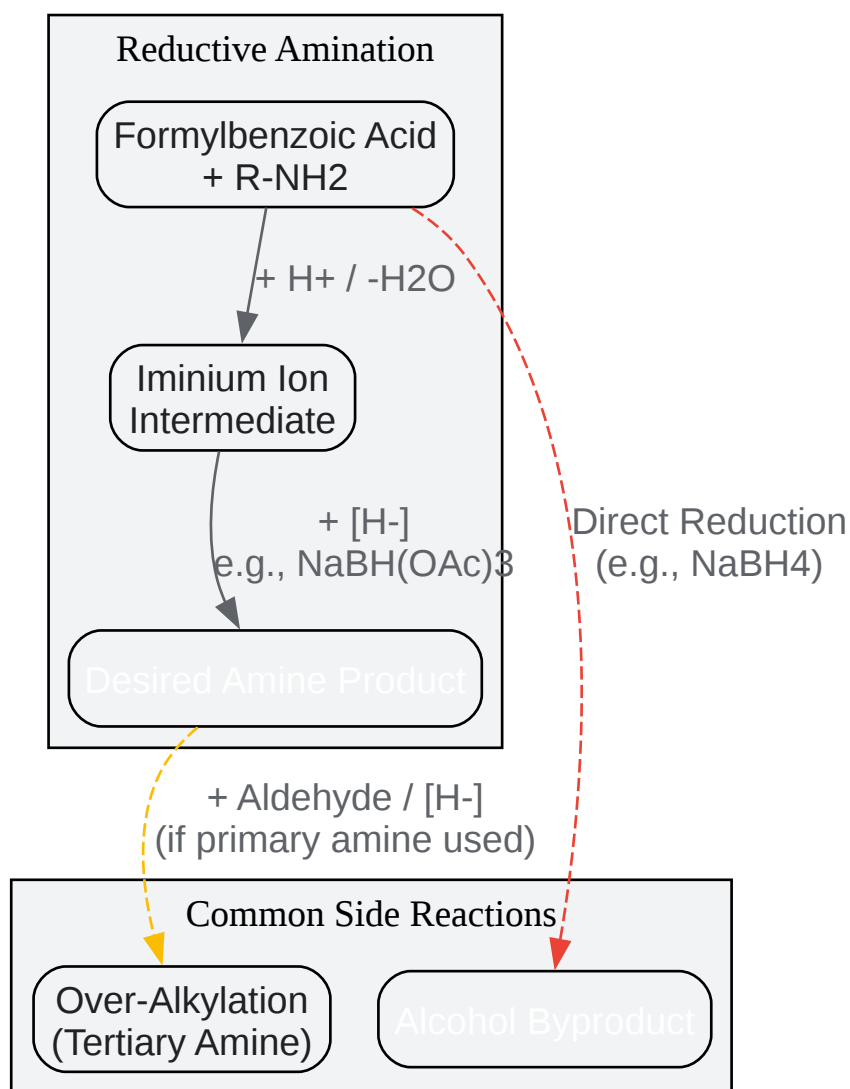 Reductive Amination
Formylbenzoic Acid
+ R-NH2
+ H+ / -H2O
Iminium Ion
Intermediate
+ [H-]
e.g., NaBH(OAc)3
Direct Reduction
(e.g., NaBH4)
Desired Amine Product
+ Aldehyde / [H-]
(if primary amine used)
Common Side Reactions
Over-Alkylation
(Tertiary Amine)
Alcohol Byproduct